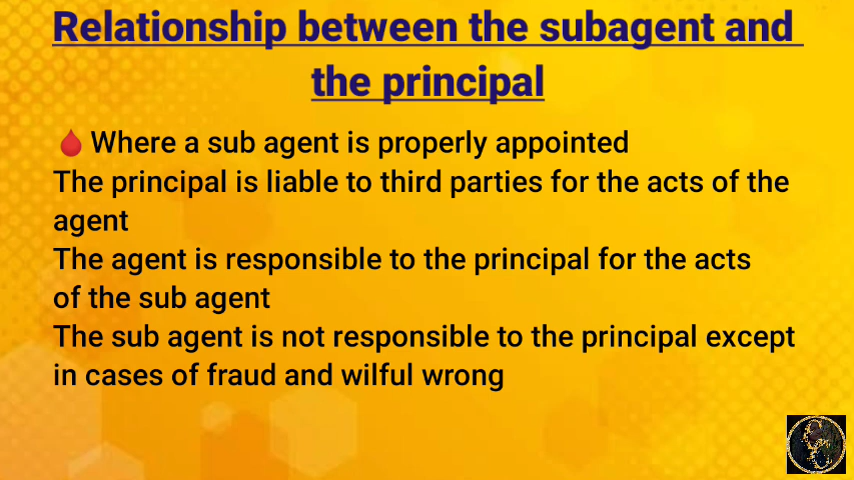 Relationship between the subagent and
the principal
🩸Where a sub agent is properly appointed
The principal is liable to third parties for the acts of the
agent
The agent is responsible to the principal for the acts
of the sub agent
The sub agent is not responsible to the principal except
in cases of fraud and wilful wrong